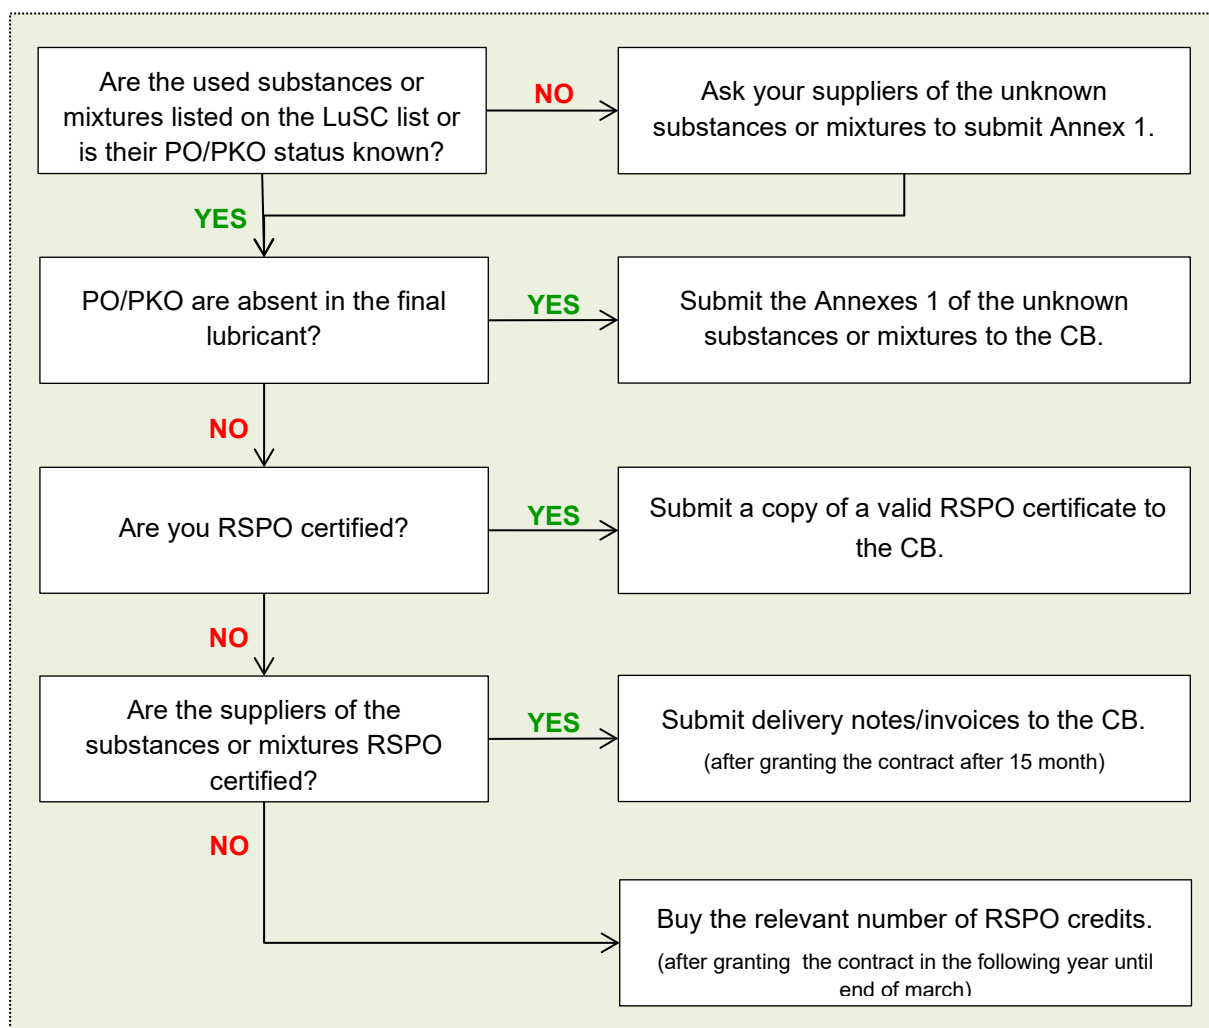 Are the used substances or
mixtures listed on the LuSC list or
is their PO/PKO status known?
NO
Ask your suppliers of the unknown
substances or mixtures to submit Annex 1.
YES
PO/PKO are absent in the final
lubricant?
YES
Submit the Annexes 1 of the unknown
substances or mixtures to the CB.
NO
Are you RSPO certified?
YES
Submit a copy of a valid RSPO certificate to
the CB.
NO
Are the suppliers of the
substances or mixtures RSPO
certified?
YES
Submit delivery notes/invoices to the CB.
(after granting the contract after 15 month)
NO
Buy the relevant number of RSPO credits.
(after granting the contract in the following year until
end of march)